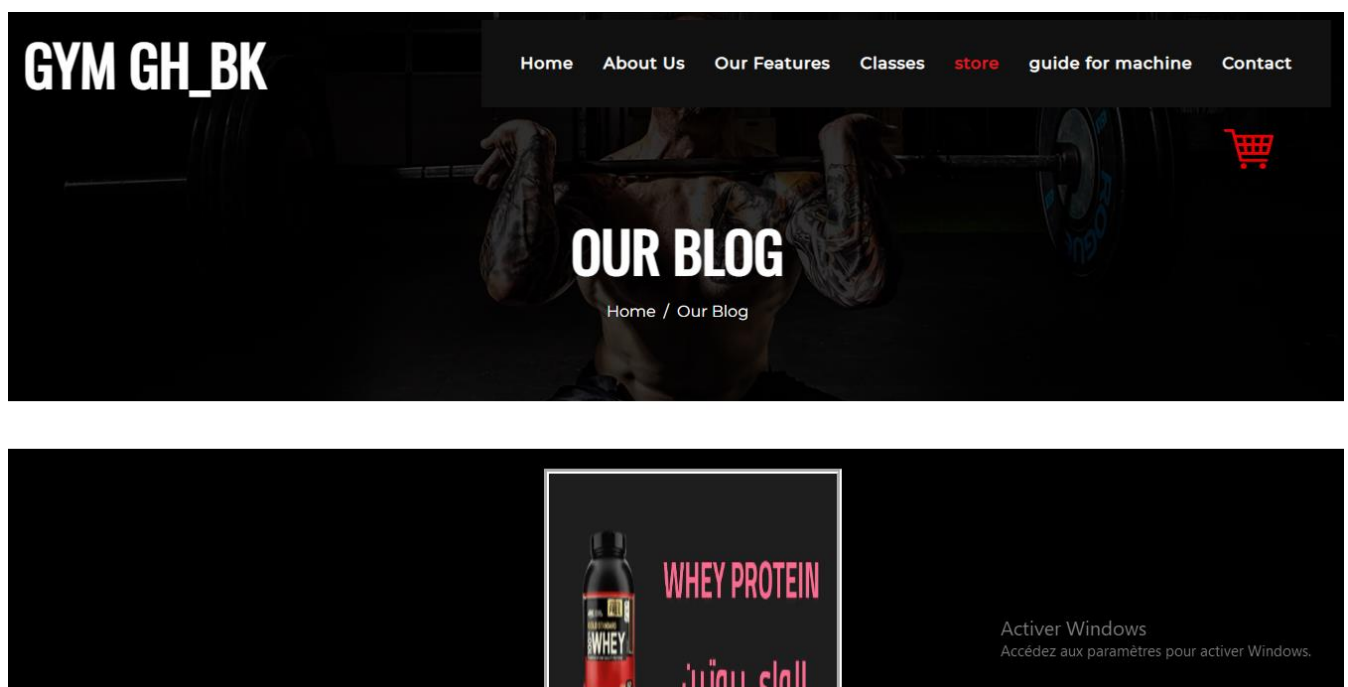 GYM GH_BK
Home About Us Our Features Classes store guide for machine Contact
OUR BLOG
Home / Our Blog
WHEY PROTEIN
WHEY
Activer Windows
Accédez aux paramètres pour activer Windows.
ROGUE